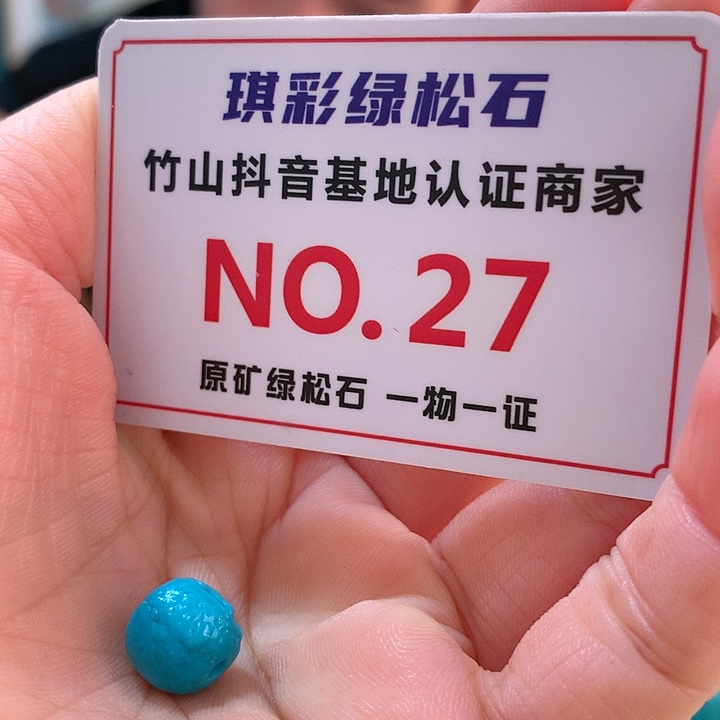 琪彩绿松石
竹山抖音基地认证商家
NO.27
原矿绿松石 一物一证